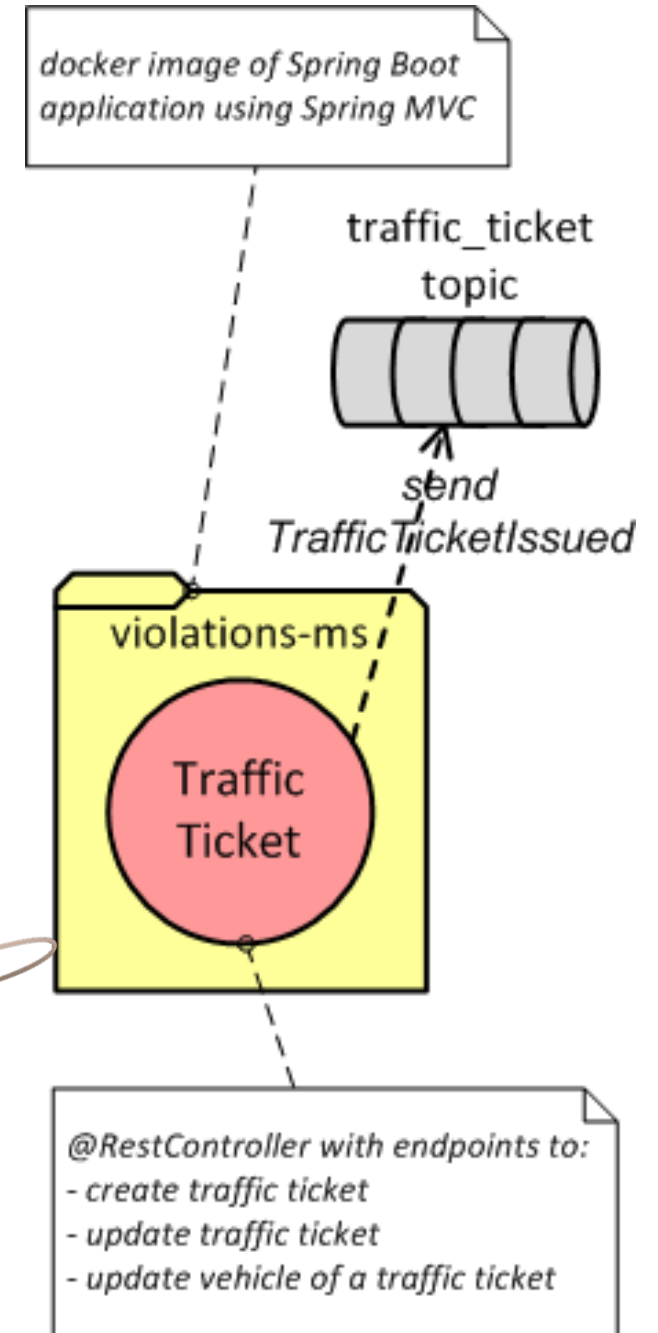 docker image of Spring Boot
application using Spring MVC
traffic_ticket
topic
send
TrafficTicketIssued
violations-ms
Traffic
Ticket
@RestController with endpoints to:
- create traffic ticket
- update traffic ticket
- update vehicle of a traffic ticket